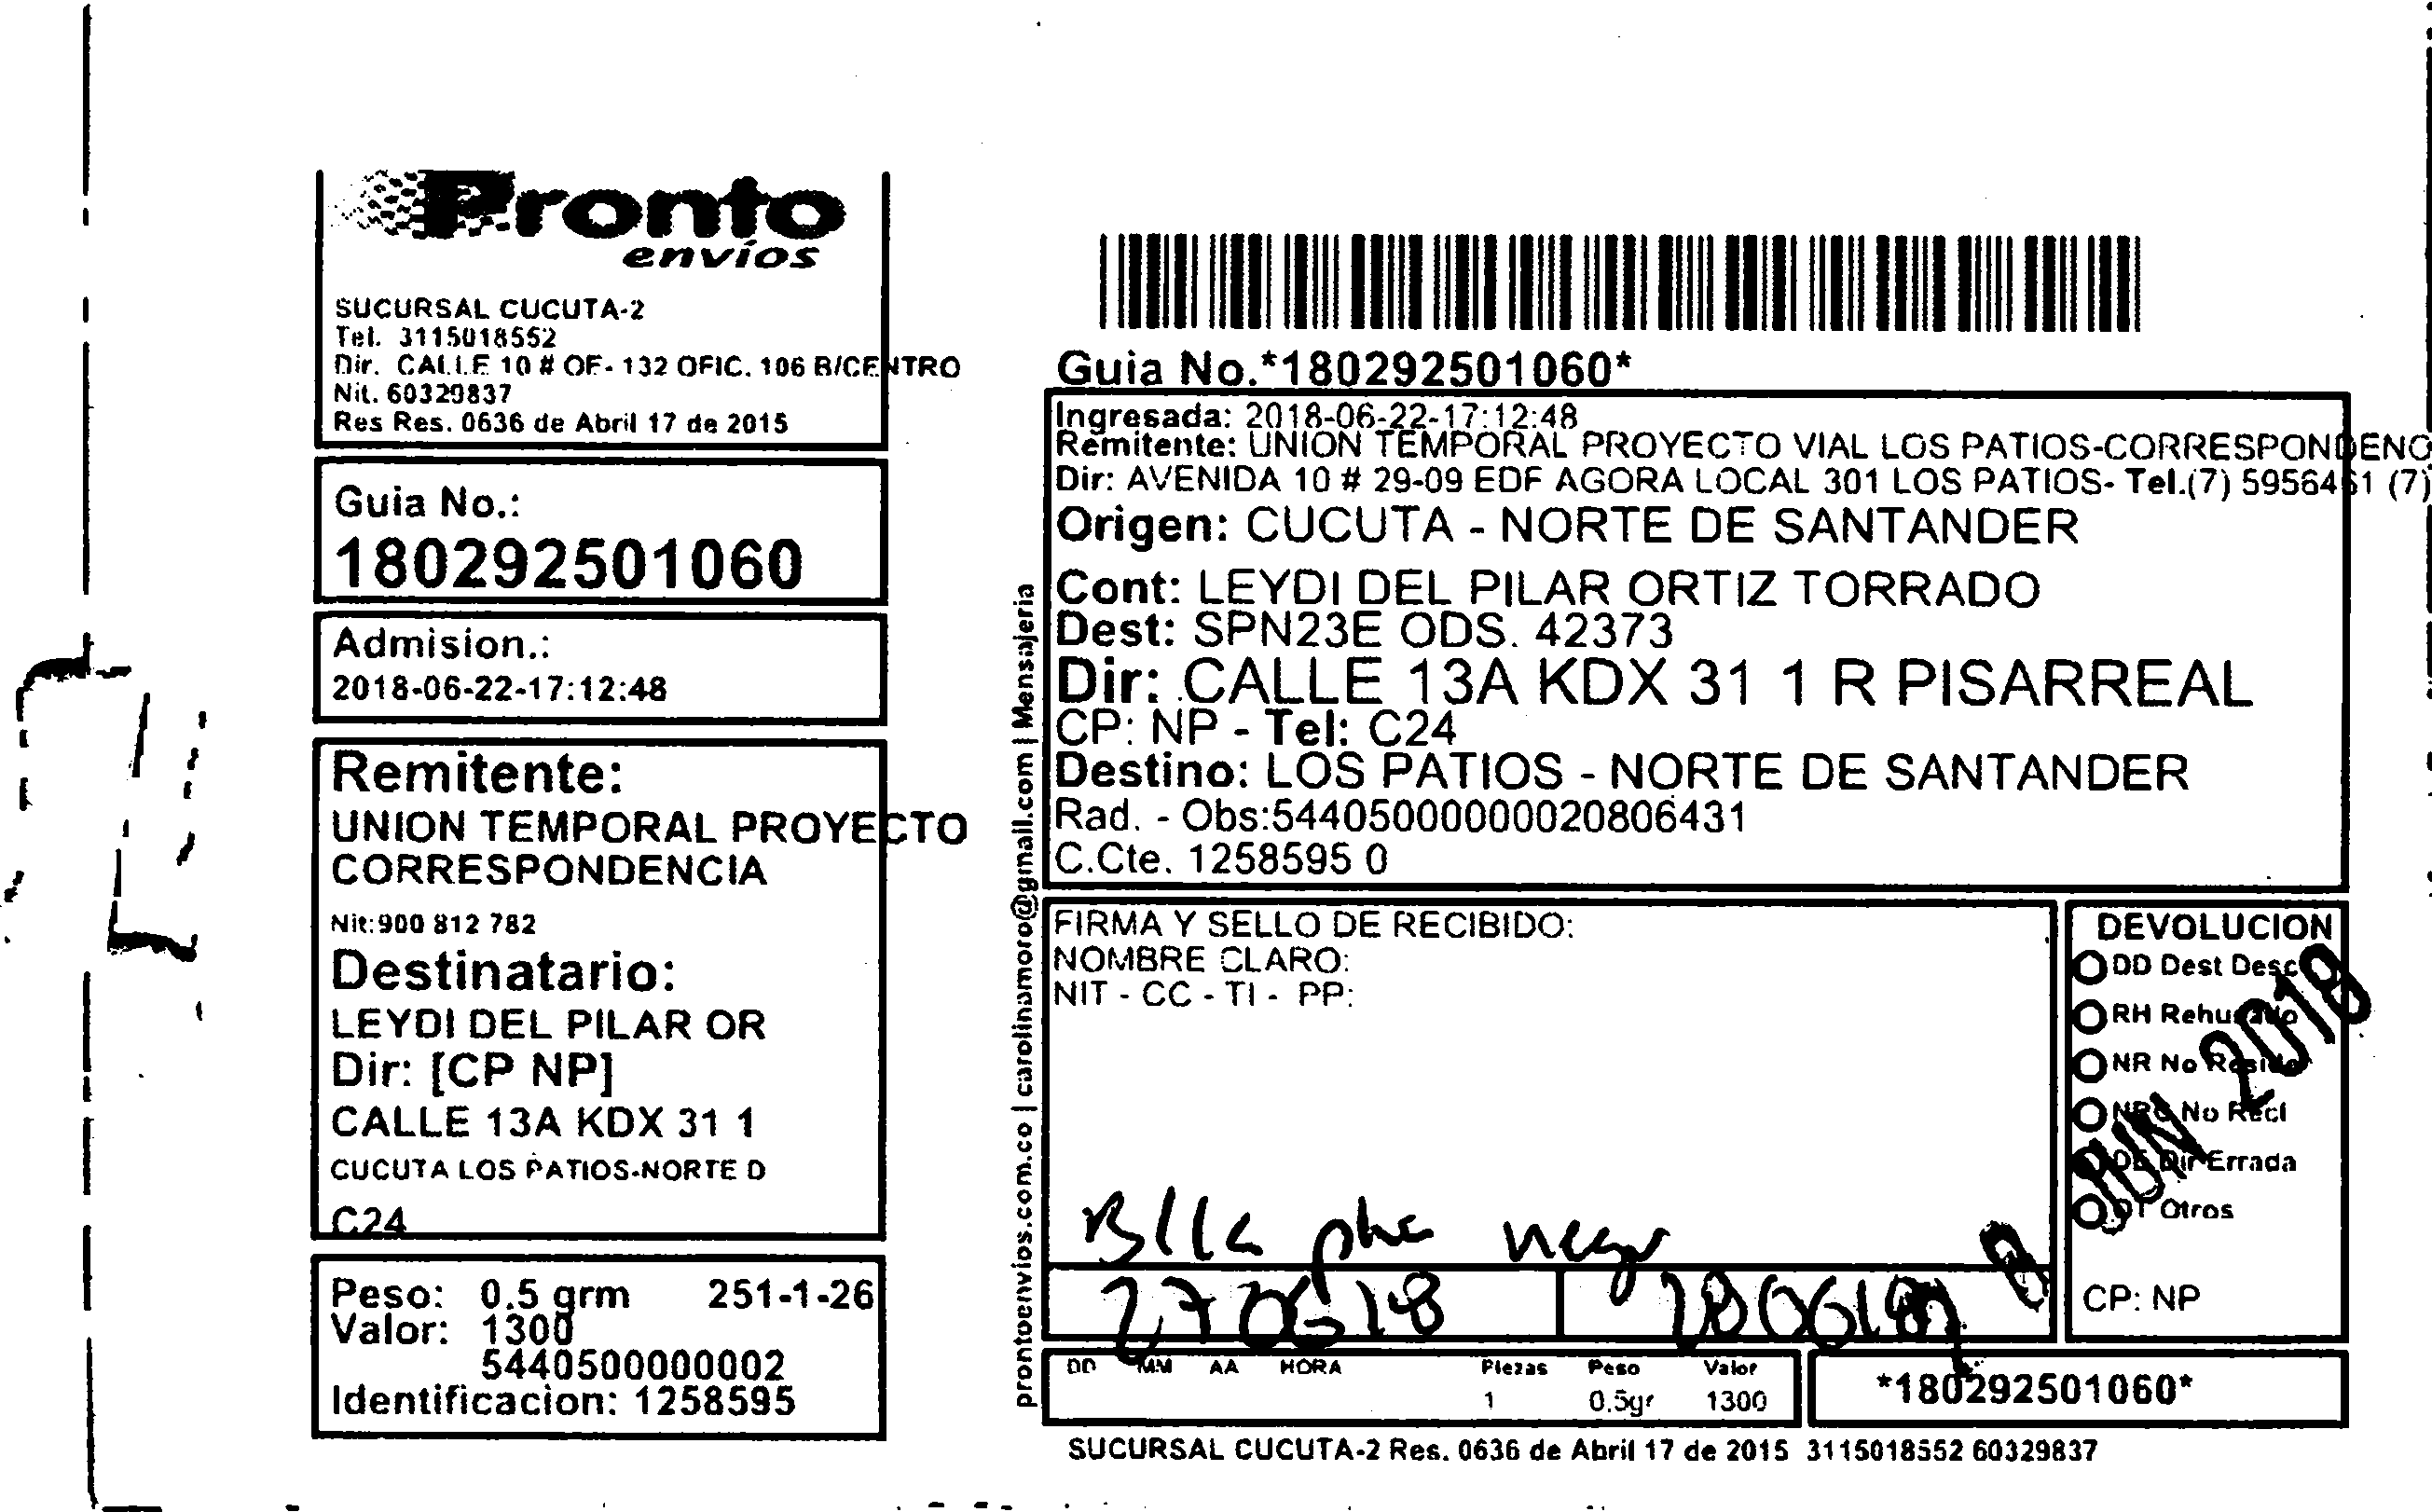 Pronto
envíos
SUCURSAL CUCUTA-2
Tel. 3115018552
Dir. CALLE 10 # OF- 132 OFIC. 106 B/CENTRO
Nit. 60329837
Res Res. 0636 de Abril 17 de 2015
Guia No.:
180292501060
Admision.:
2018-06-22-17:12:48
Remitente:
UNION TEMPORAL PROYECTO
CORRESPONDENCIA
Nit:900 812 782
Destinatario:
LEYDI DEL PILAR OR
Dir: [CP NP]
CALLE 13A KDX 31 1
CUCUTA LOS PATIOS-NORTE D
C24
Peso: 0.5 grm 251-1-26
Valor: 1300
5440500000002
Identificacion: 1258595
prontoenvios.com.co | carolinamoro@gmail.com | Mensajeria
Guia No.*180292501060*
Ingresada: 2018-06-22-17:12:48
Remitente: UNION TEMPORAL PROYECTO VIAL LOS PATIOS-CORRESPONDENC
Dir: AVENIDA 10 # 29-09 EDF AGORA LOCAL 301 LOS PATIOS- Tel.(7) 5956461 (7)
Origen: CUCUTA - NORTE DE SANTANDER
Cont: LEYDI DEL PILAR ORTIZ TORRADO
Dest: SPN23E ODS. 42373
Dir: CALLE 13A KDX 31 1 R PISARREAL
CP: NP - Tel: C24
Destino: LOS PATIOS - NORTE DE SANTANDER
Rad. - Obs:544050000000020806431
C.Cte. 1258595 0
FIRMA Y SELLO DE RECIBIDO:
NOMBRE CLARO:
NIT - CC - TI - PP:
DEVOLUCION
DD Dest Desc
RH Rehusado
NR No Reside
NRC No Recl
DE Dir Errada
OT Otros
JUN 2018
CP: NP
270618
DD MM AA HORA Piezas Peso Valor
1 0.5gr 1300
*180292501060*
SUCURSAL CUCUTA-2 Res. 0636 de Abril 17 de 2015 3115018552 60329837